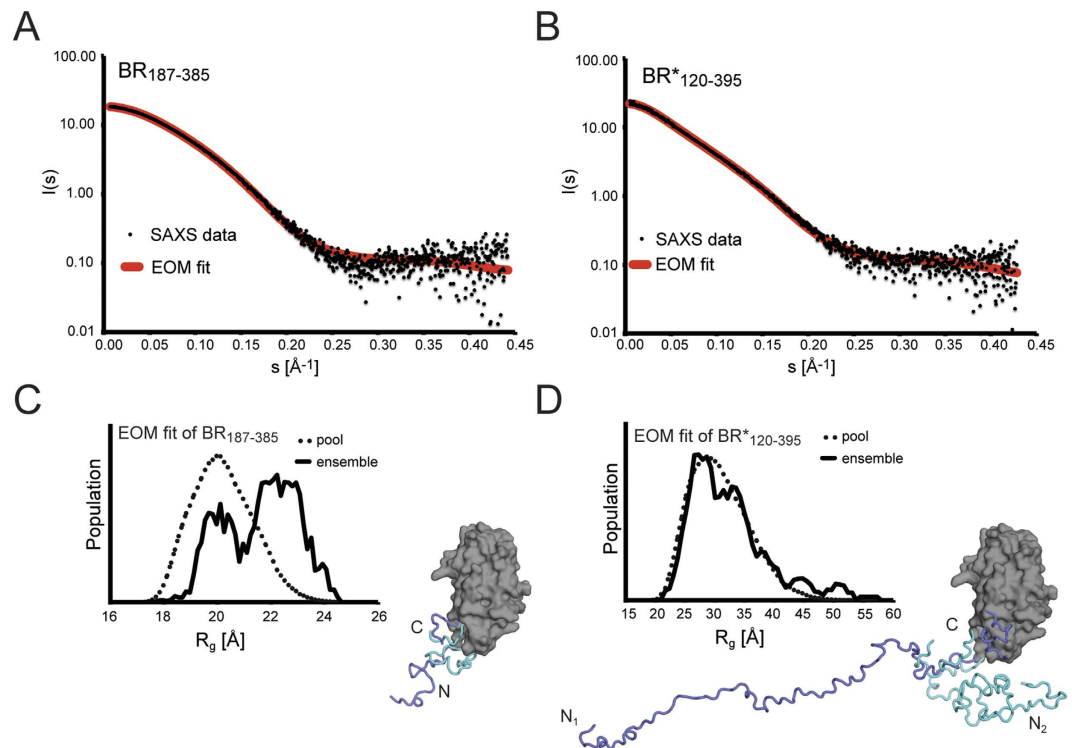 A
BR187-385
100.00
10.00
1.00
0.10
0.01
I(s)
SAXS data
EOM fit
0.00 0.05 0.10 0.15 0.20 0.25 0.30 0.35 0.40 0.45
s [Å-1]
B
BR*120-395
100.00
10.00
1.00
0.10
0.01
I(s)
SAXS data
EOM fit
0.00 0.05 0.10 0.15 0.20 0.25 0.30 0.35 0.40 0.45
s [Å-1]
C
EOM fit of BR187-385
pool
ensemble
Population
16 18 20 22 24 26
Rg [Å]
C
N
D
EOM fit of BR*120-395
pool
ensemble
Population
15 20 25 30 35 40 45 50 55 60
Rg [Å]
C
N1
N2